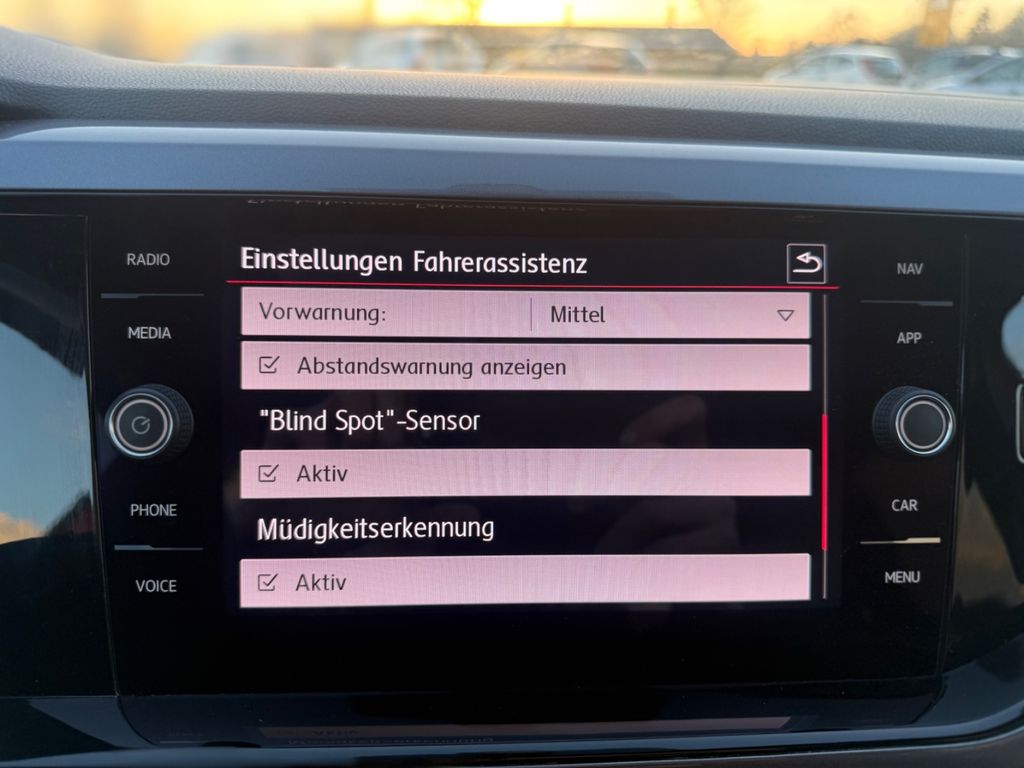 Einstellungen Fahrerassistenz
RADIO
MEDIA
PHONE
VOICE
Vorwarnung: Mittel
Abstandswarnung anzeigen
"Blind Spot"-Sensor
Aktiv
Müdigkeitserkennung
Aktiv
NAV
APP
CAR
MENU